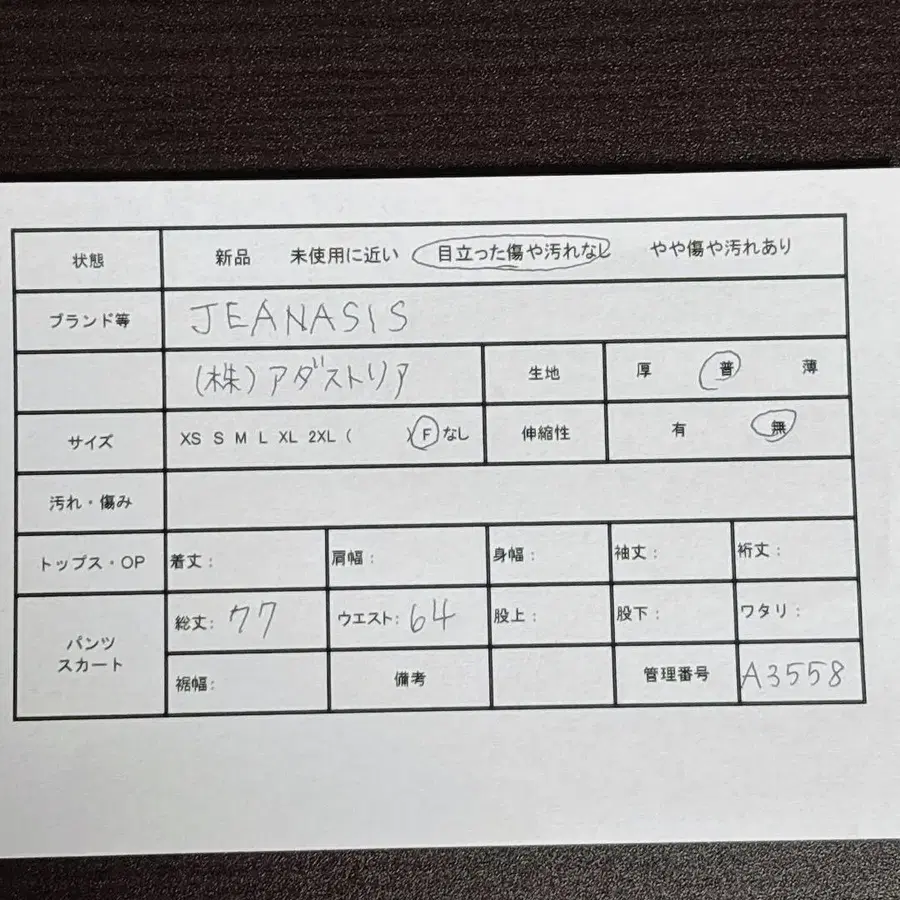 状態 新品 未使用に近い 目立った傷や汚れなし やや傷や汚れあり
ブランド等 JEANASIS
(株)アダストリア 生地 厚 普 薄
サイズ XS S M L XL 2XL ( )F なし 伸縮性 有 無
汚れ・傷み
トップス・OP 着丈: 肩幅: 身幅: 袖丈: 裄丈:
パンツ
スカート
総丈: 77 ウエスト: 64 股上: 股下: ワタリ:
裾幅: 備考 管理番号 A3558